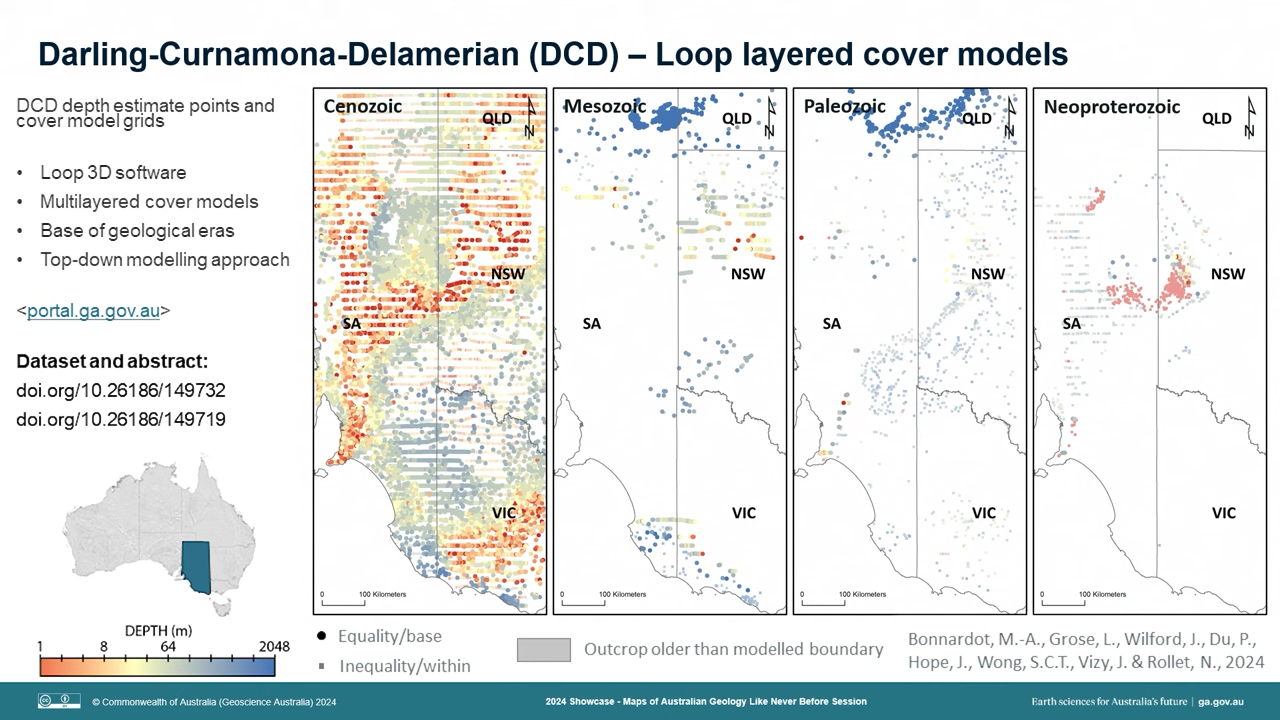 Darling-Curnamona-Delamerian (DCD) – Loop layered cover models
DCD depth estimate points and
cover model grids
• Loop 3D software
• Multilayered cover models
• Base of geological eras
• Top-down modelling approach
<portal.ga.gov.au>
Dataset and abstract:
doi.org/10.26186/149732
doi.org/10.26186/149719
DEPTH (m)
1 8 64 2048
Cenozoic
QLD
N
NSW
SA
VIC
0 100 Kilometers
Mesozoic
QLD
N
NSW
SA
VIC
0 100 Kilometers
Paleozoic
QLD
N
NSW
SA
VIC
0 100 Kilometers
Neoproterozoic
QLD
N
NSW
SA
VIC
0 100 Kilometers
Equality/base
Inequality/within
Outcrop older than modelled boundary
Bonnardot, M.-A., Grose, L., Wilford, J., Du, P.,
Hope, J., Wong, S.C.T., Vizy, J. & Rollet, N., 2024
© Commonwealth of Australia (Geoscience Australia) 2024
2024 Showcase - Maps of Australian Geology Like Never Before Session
Earth sciences for Australia's future | ga.gov.au